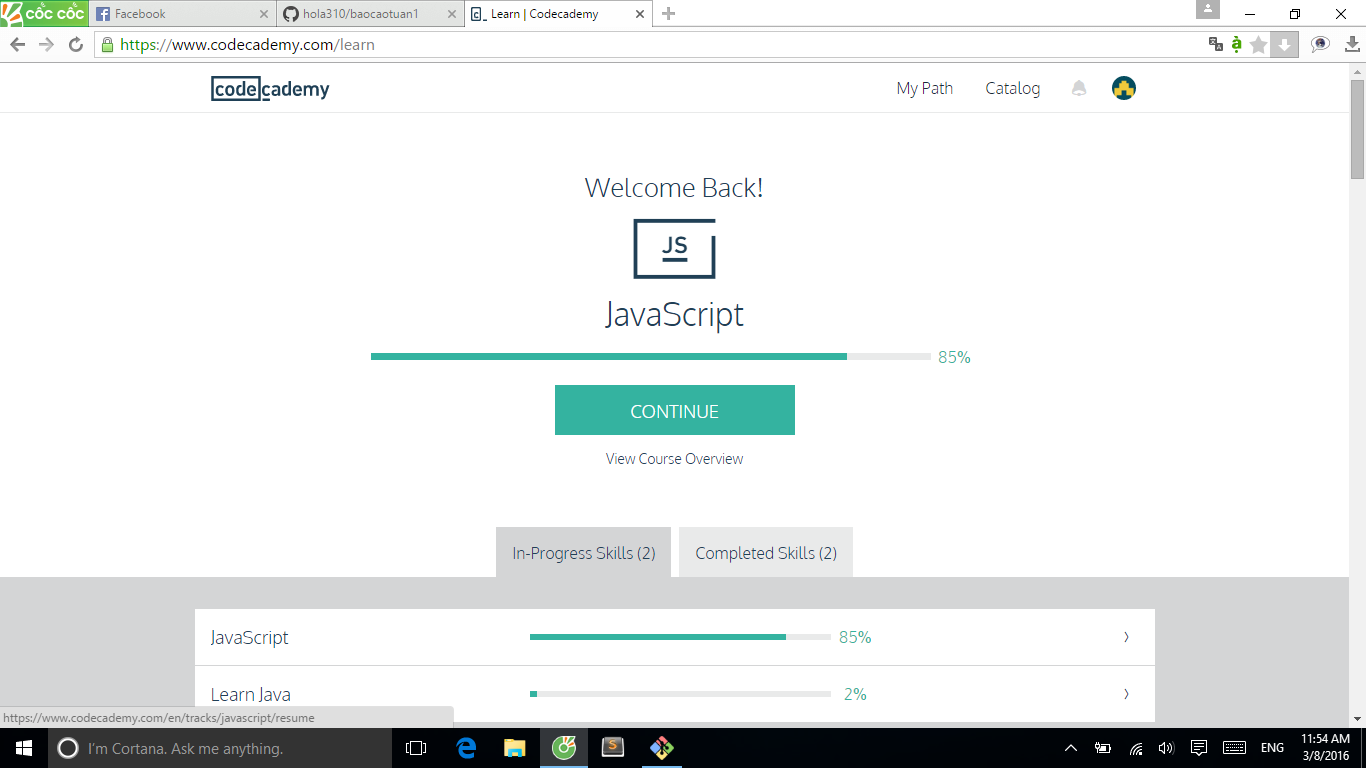 CỐC CỐC
Facebook
hola310/baocaotuan1
Learn | Codecademy
https://www.codecademy.com/learn
codecademy
My Path
Catalog
Welcome Back!
JS
JavaScript
85%
CONTINUE
View Course Overview
In-Progress Skills (2)
Completed Skills (2)
JavaScript
85%
Learn Java
2%
https://www.codecademy.com/en/tracks/javascript/resume
I'm Cortana. Ask me anything.
ENG
11:54 AM
3/8/2016